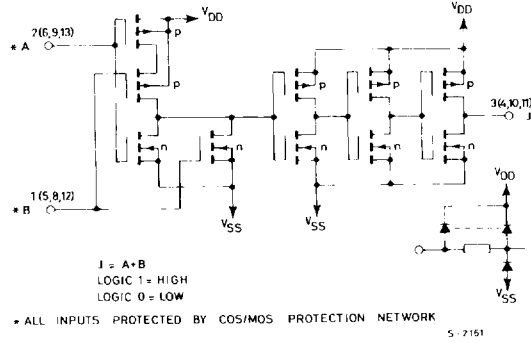 V_DD
2(6,9,13)
* A
p
p
V_DD
p
p
p
3(4,10,11)
J
n
n
n
n
n
1(5,8,12)
* B
V_SS
V_SS
V_DD
V_SS
J = A+B
LOGIC 1 = HIGH
LOGIC 0 = LOW
* ALL INPUTS PROTECTED BY COS/MOS PROTECTION NETWORK
S-2161